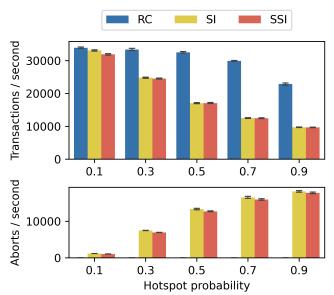 RC SI SSI
Transactions / second
30000
20000
10000
0
0.1 0.3 0.5 0.7 0.9
Aborts / second
10000
0
0.1 0.3 0.5 0.7 0.9
Hotspot probability